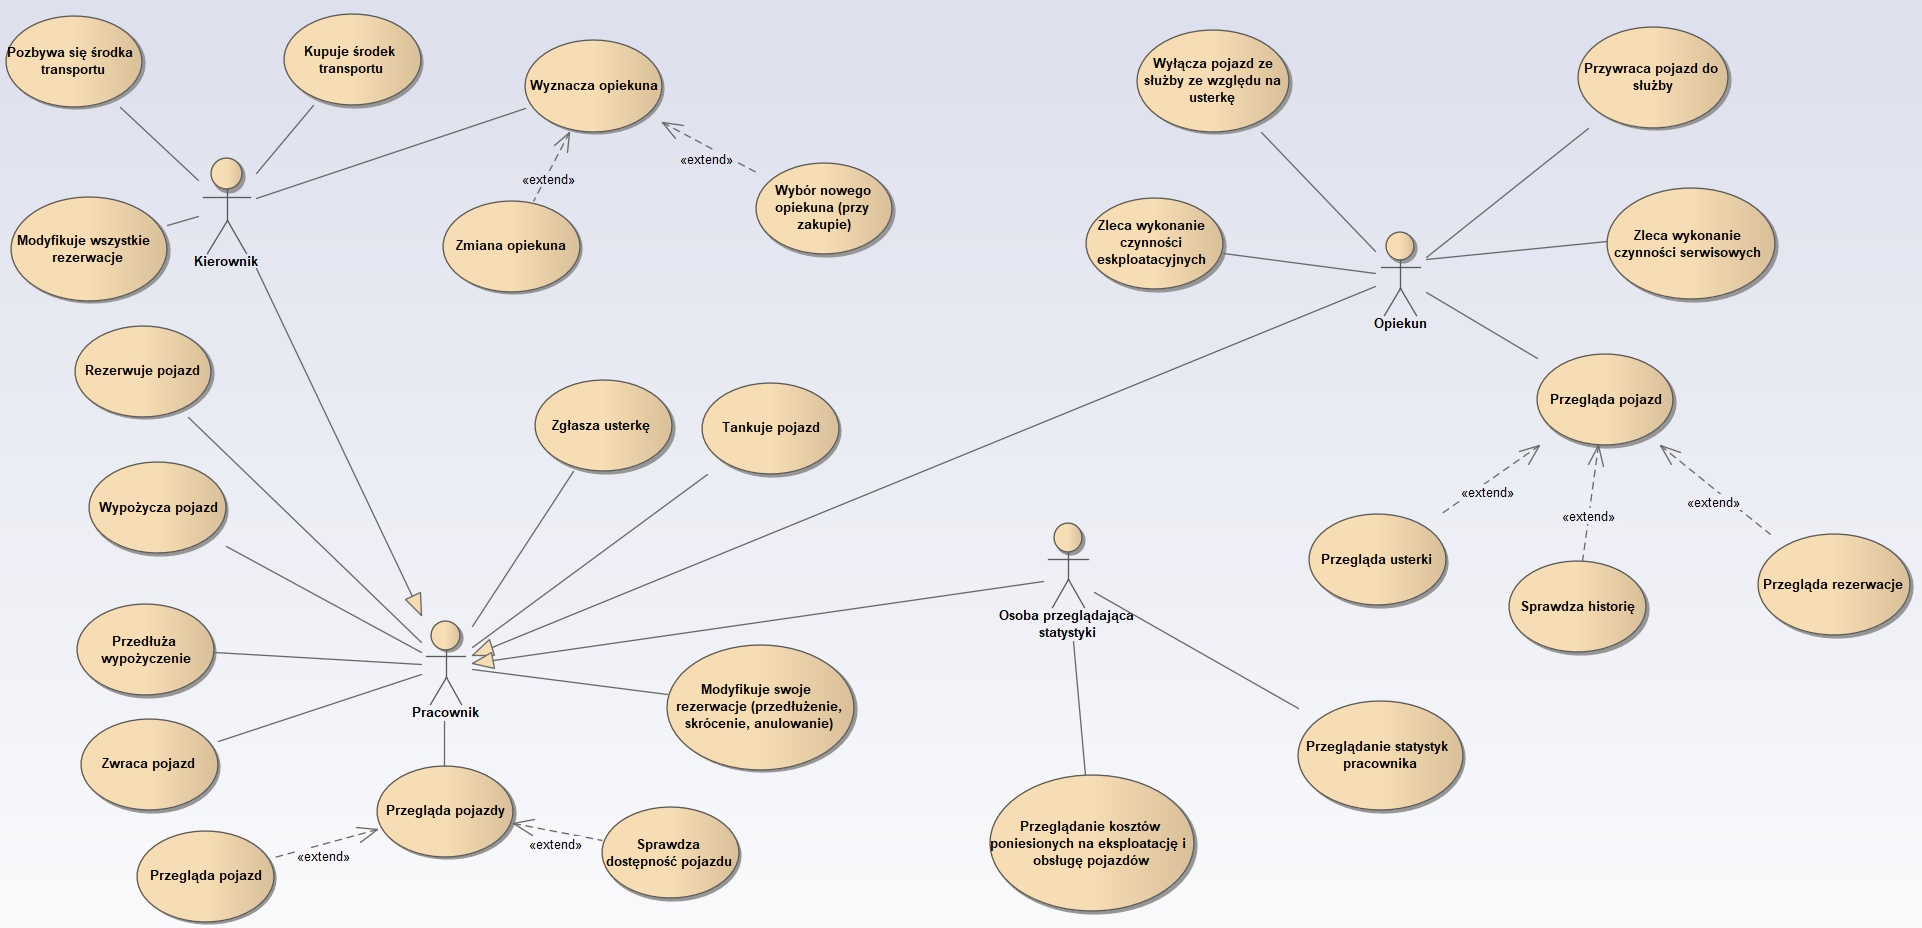 Pozbywa się środka
transportu
Kupuje środek
transportu
Wyznacza opiekuna
«extend»
«extend»
Zmiana opiekuna
Wybór nowego
opiekuna (przy
zakupie)
Modyfikuje wszystkie
rezerwacje
Kierownik
Wyłącza pojazd ze
służby ze względu na
usterkę
Przywraca pojazd do
służby
Zleca wykonanie
czynności
eskploatacyjnych
Zleca wykonanie
czynności serwisowych
Opiekun
Przegląda pojazd
«extend»
«extend»
«extend»
Przegląda usterki
Sprawdza historię
Przegląda rezerwacje
Rezerwuje pojazd
Wypożycza pojazd
Zgłasza usterkę
Tankuje pojazd
Przedłuża
wypożyczenie
Zwraca pojazd
Pracownik
Modyfikuje swoje
rezerwacje (przedłużenie,
skrócenie, anulowanie)
Przegląda pojazdy
«extend»
«extend»
Przegląda pojazd
Sprawdza
dostępność pojazdu
Osoba przeglądająca
statystyki
Przeglądanie statystyk
pracownika
Przeglądanie kosztów
poniesionych na eksploatację i
obsługę pojazdów